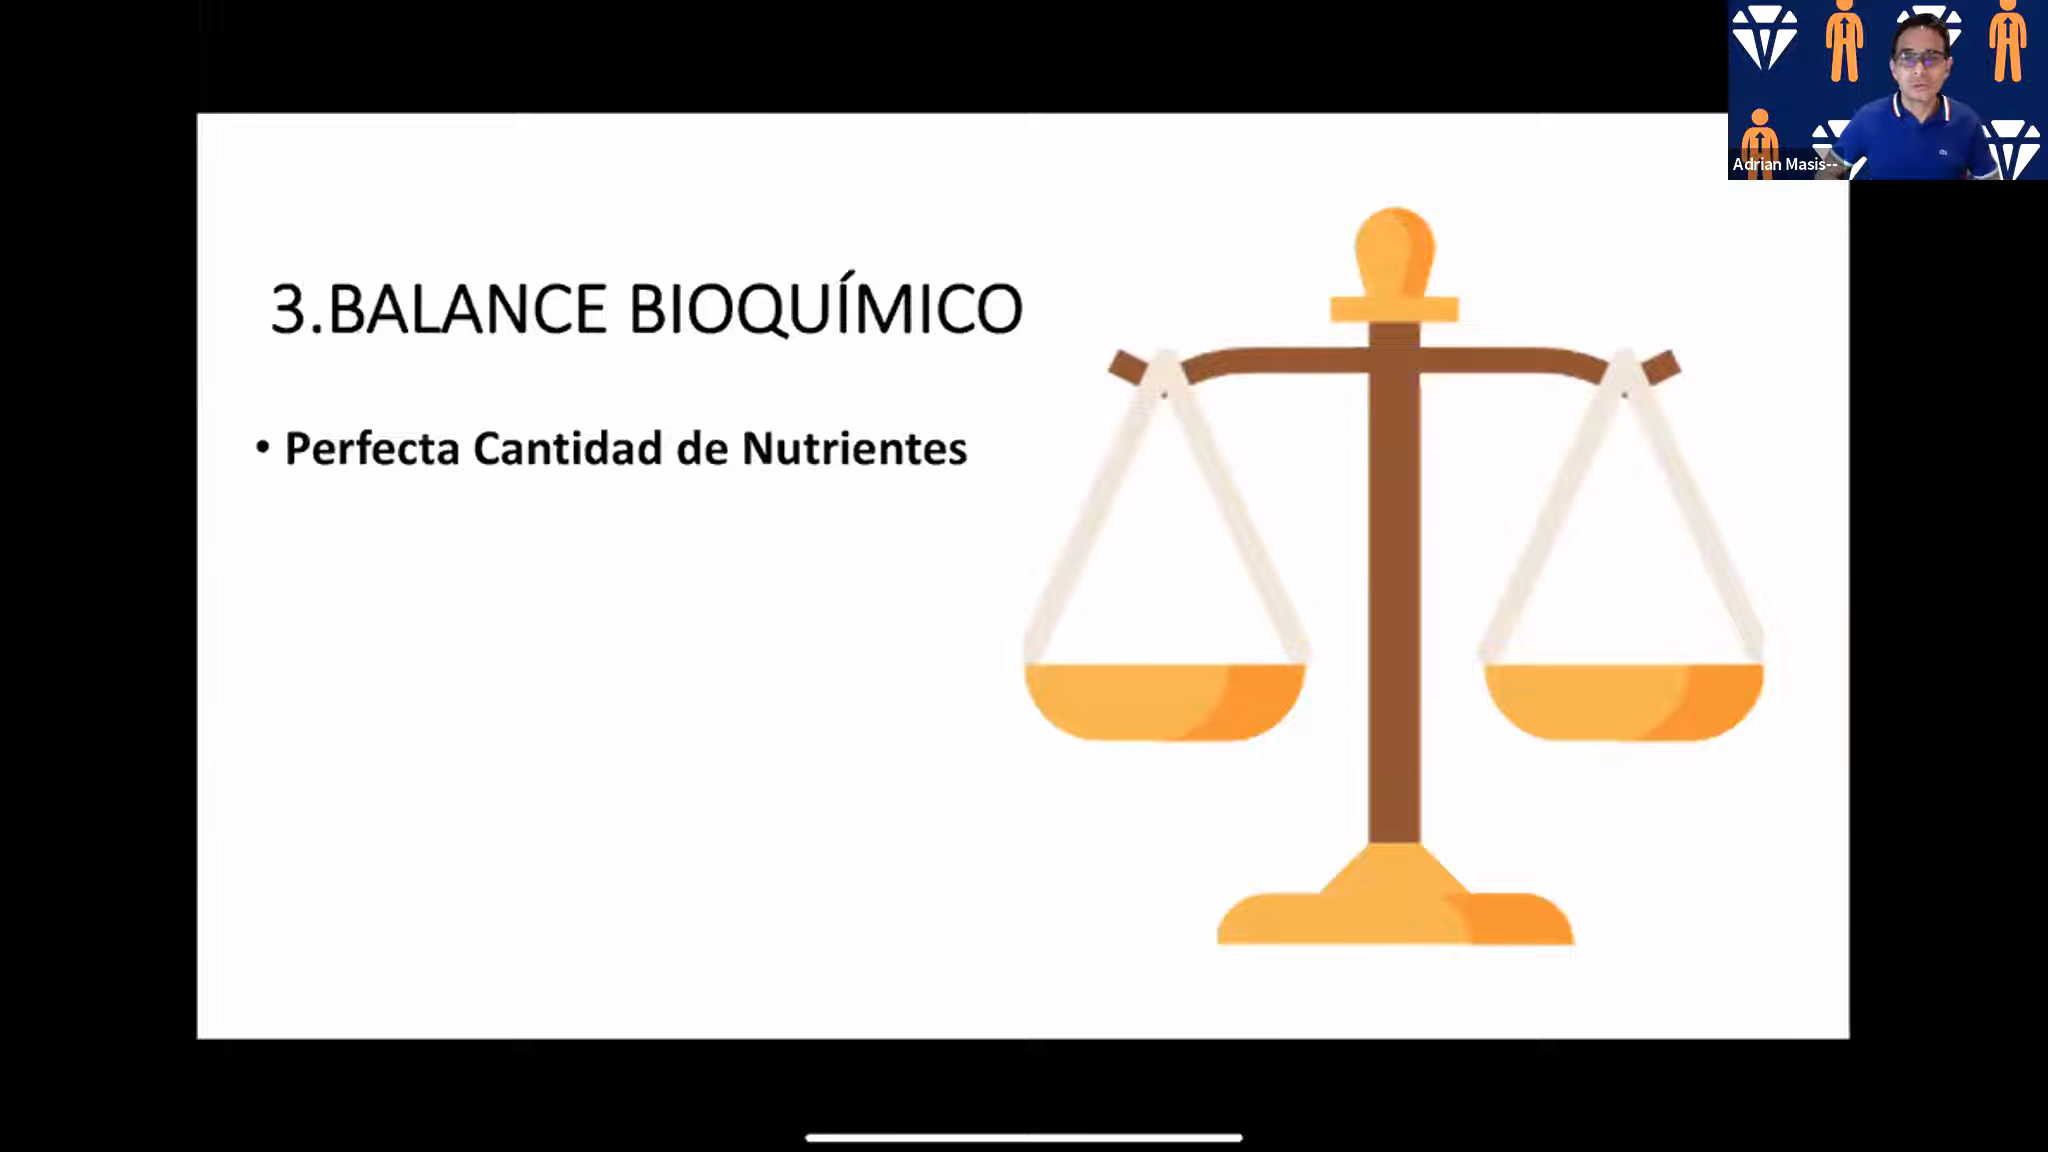 3.BALANCE BIOQUÍMICO
• Perfecta Cantidad de Nutrientes
Adrian Masis--